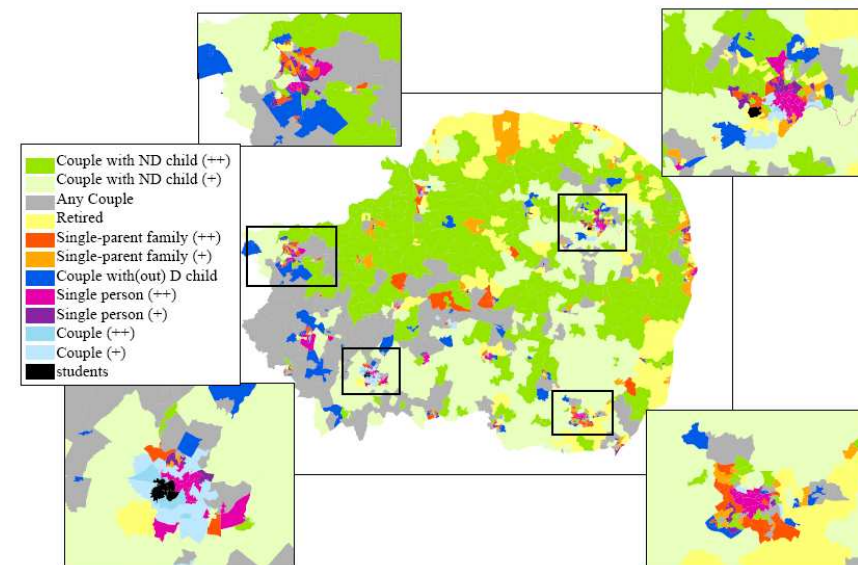 Couple with ND child (++)
Couple with ND child (+)
Any Couple
Retired
Single-parent family (++)
Single-parent family (+)
Couple with(out) D child
Single person (++)
Single person (+)
Couple (++)
Couple (+)
students